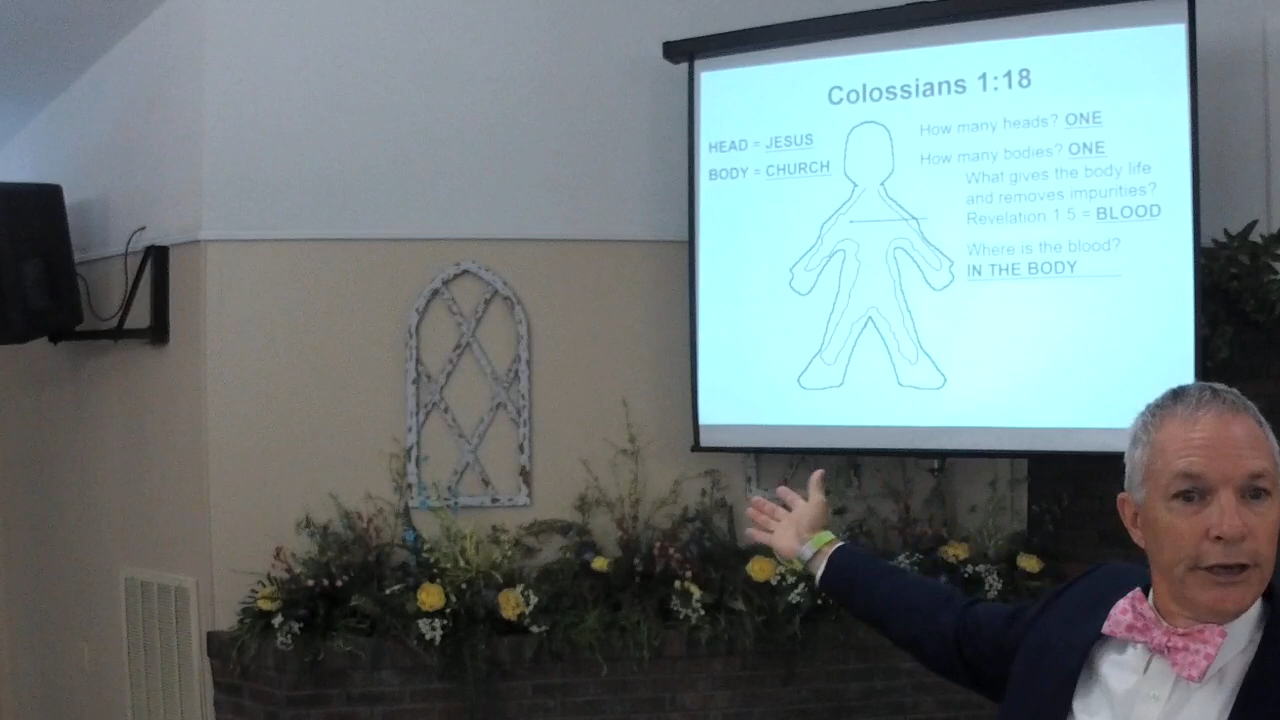 Colossians 1:18
HEAD = JESUS
BODY = CHURCH
How many heads? ONE
How many bodies? ONE
What gives the body life
and removes impurities?
Revelation 1:5 = BLOOD
Where is the blood?
IN THE BODY